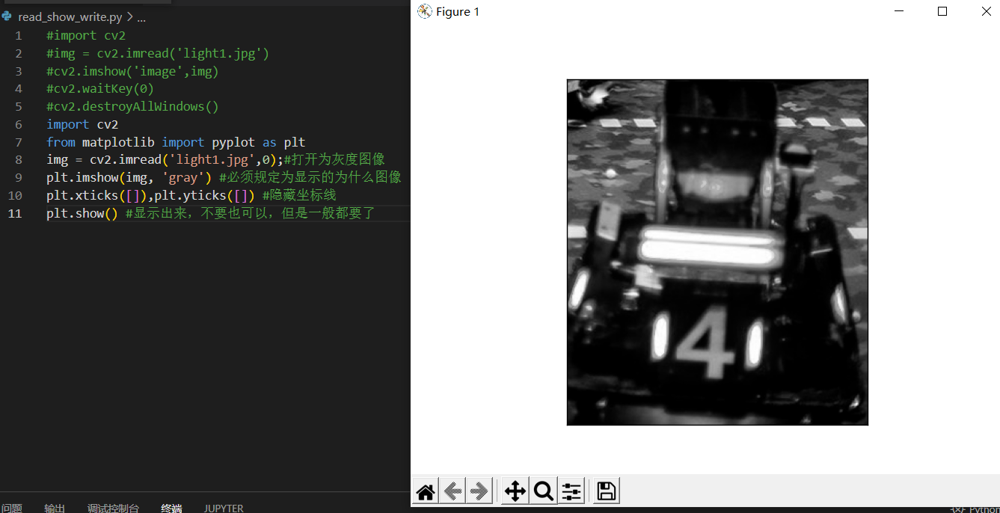 read_show_write.py > ...
1 #import cv2
2 #img = cv2.imread('light1.jpg')
3 #cv2.imshow('image',img)
4 #cv2.waitKey(0)
5 #cv2.destroyAllWindows()
6 import cv2
7 from matplotlib import pyplot as plt
8 img = cv2.imread('light1.jpg',0);#打开为灰度图像
9 plt.imshow(img, 'gray') #必须规定为显示的为什么图像
10 plt.xticks([]),plt.yticks([]) #隐藏坐标线
11 plt.show() #显示出来，不要也可以，但是一般都要了
问题 输出 调试控制台 终端 JUPYTER
Figure 1
4
Python